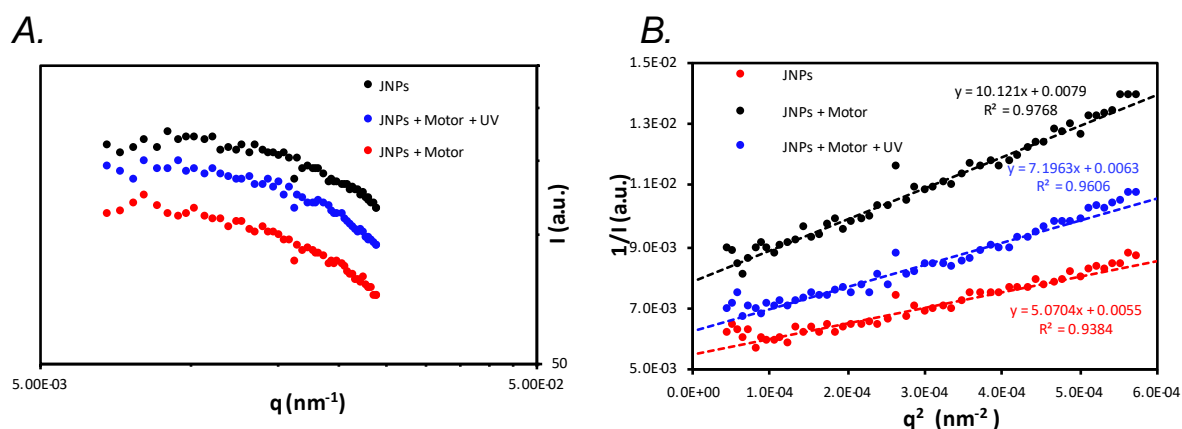 A.
JNPs
JNPs + Motor + UV
JNPs + Motor
I (a.u.)
50
5.00E-03
5.00E-02
q (nm-1)
B.
1.5E-02
1.3E-02
1.1E-02
9.0E-03
7.0E-03
5.0E-03
1/I (a.u.)
JNPs
JNPs + Motor
JNPs + Motor + UV
y = 10.121x + 0.0079
R² = 0.9768
y = 7.1963x + 0.0063
R² = 0.9606
y = 5.0704x + 0.0055
R² = 0.9384
0.0E+00
1.0E-04
2.0E-04
3.0E-04
4.0E-04
5.0E-04
6.0E-04
q² (nm-2)